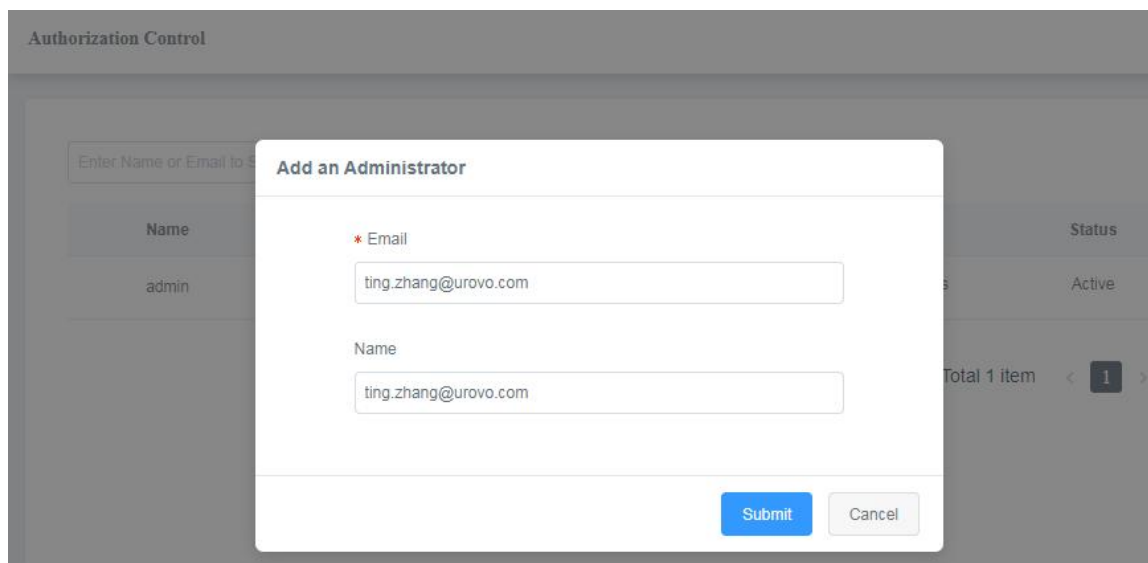 Authorization Control
Enter Name or Email to
Add an Administrator
Name
Status
* Email
admin
ting.zhang@urovo.com
s
Active
Name
Total 1 item < 1 >
ting.zhang@urovo.com
Submit
Cancel